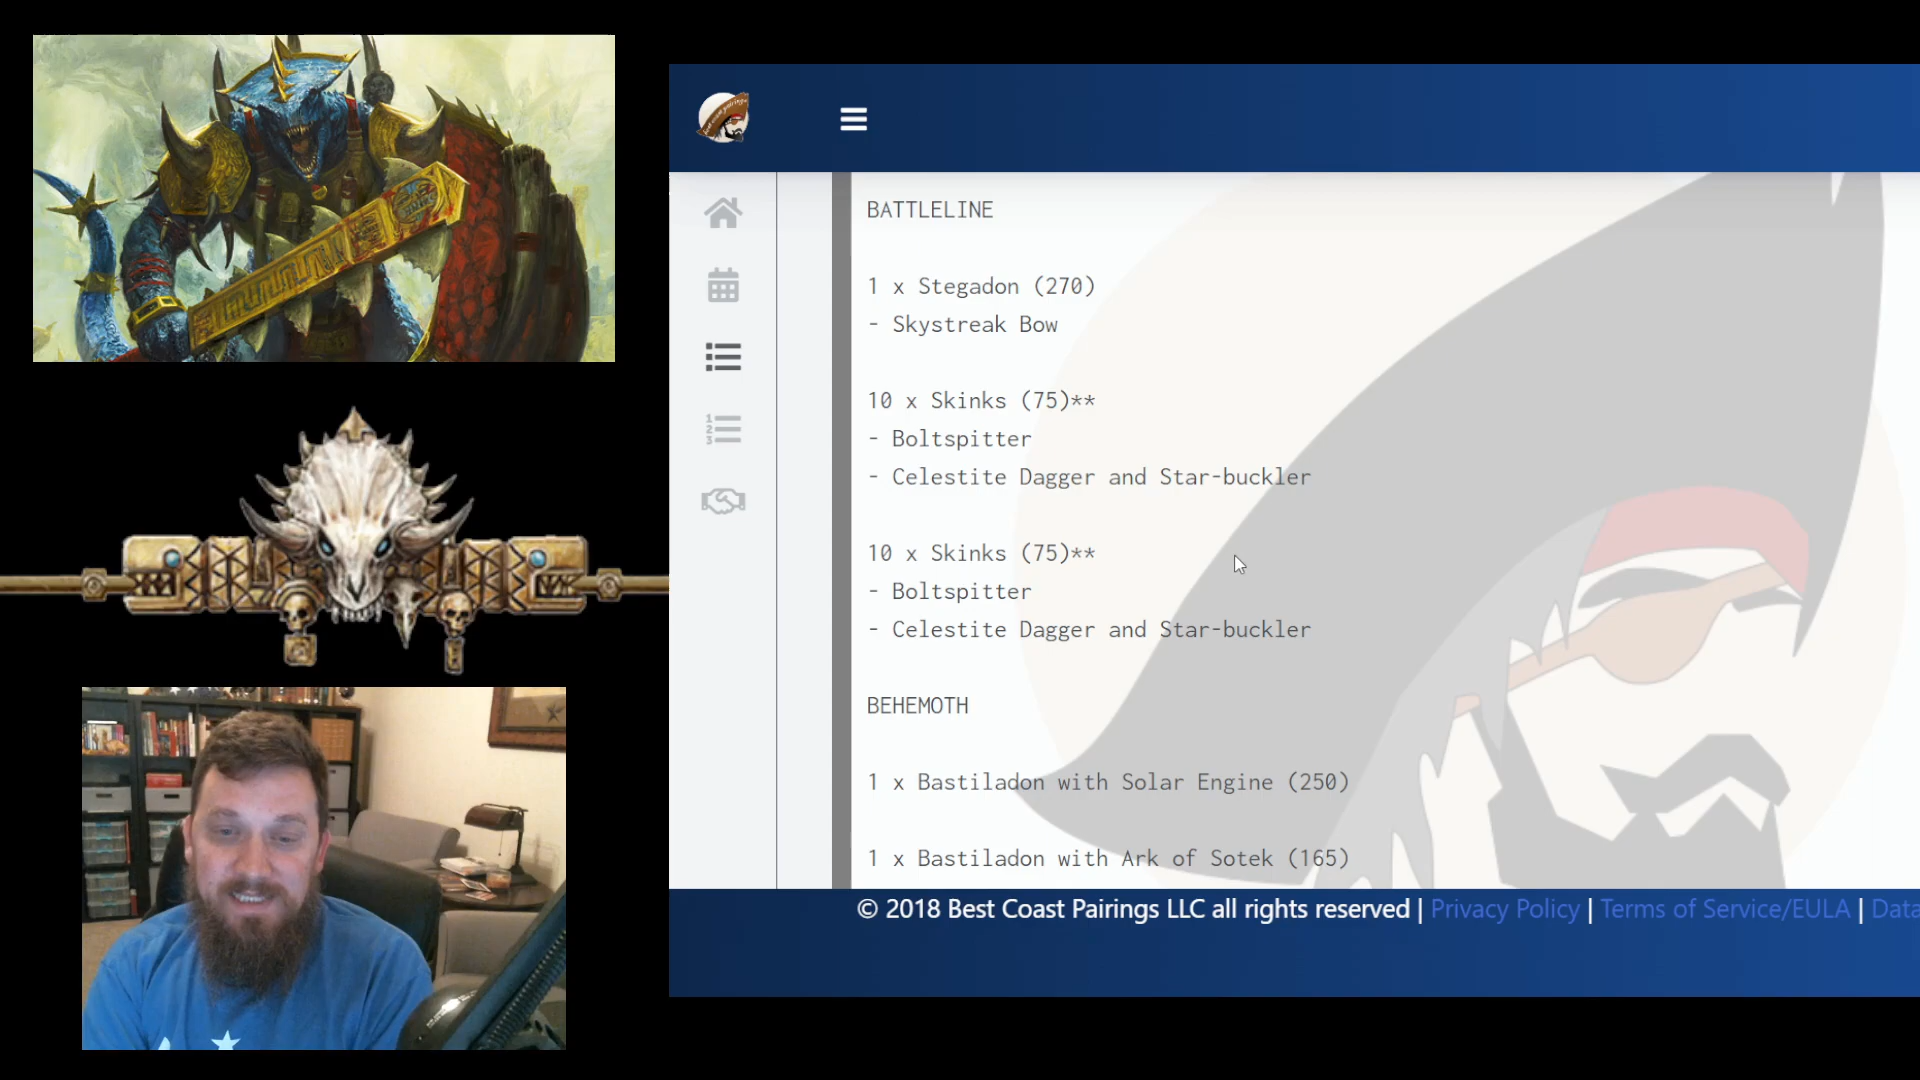 BATTLELINE
1 x Stegadon (270)
- Skystreak Bow
10 x Skinks (75)**
- Boltspitter
- Celestite Dagger and Star-buckler
10 x Skinks (75)**
- Boltspitter
- Celestite Dagger and Star-buckler
BEHEMOTH
1 x Bastiladon with Solar Engine (250)
1 x Bastiladon with Ark of Sotek (165)
© 2018 Best Coast Pairings LLC all rights reserved | Privacy Policy | Terms of Service/EULA | Data